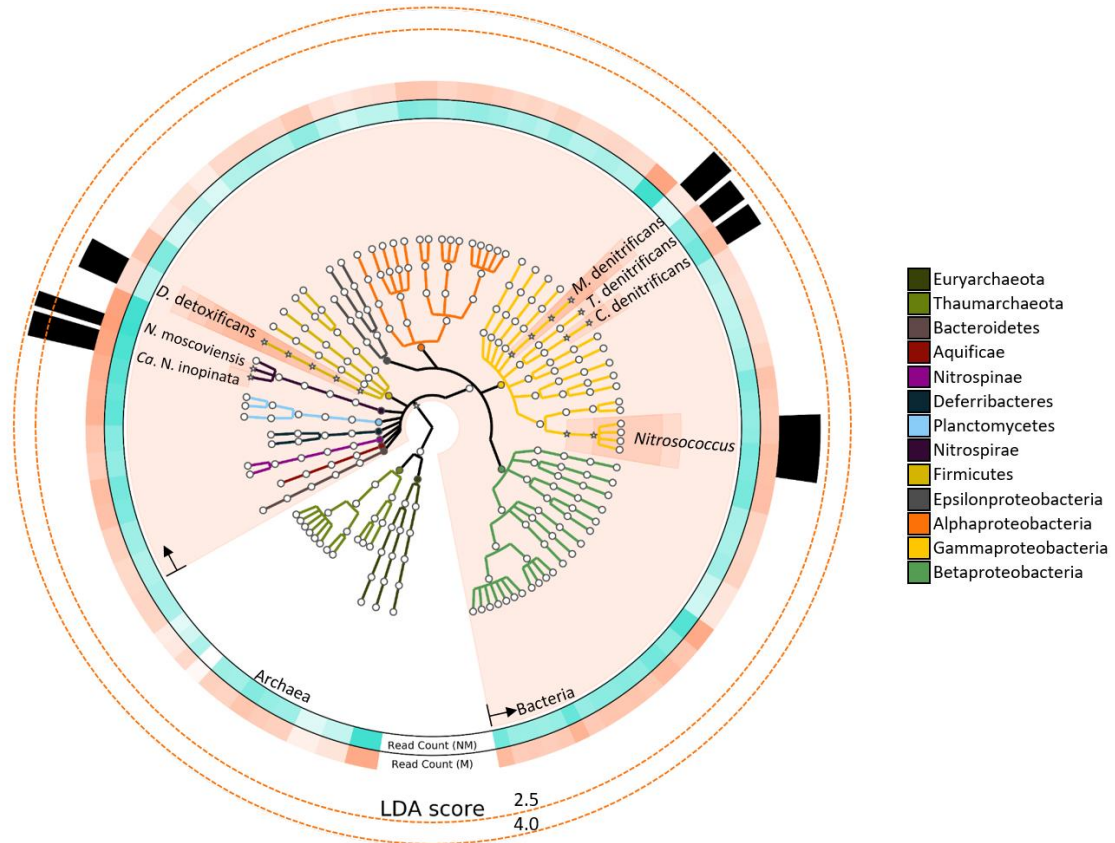 M. denitrificans
T. denitrificans
C. denitrificans
D. detoxificans
N. moscoviensis
Ca. N. inopinata
Nitrosococcus
Archaea
Bacteria
Read Count (NM)
Read Count (M)
LDA score
2.5
4.0
Euryarchaeota
Thaumarchaeota
Bacteroidetes
Aquificae
Nitrospinae
Deferribacteres
Planctomycetes
Nitrospirae
Firmicutes
Epsilonproteobacteria
Alphaproteobacteria
Gammaproteobacteria
Betaproteobacteria